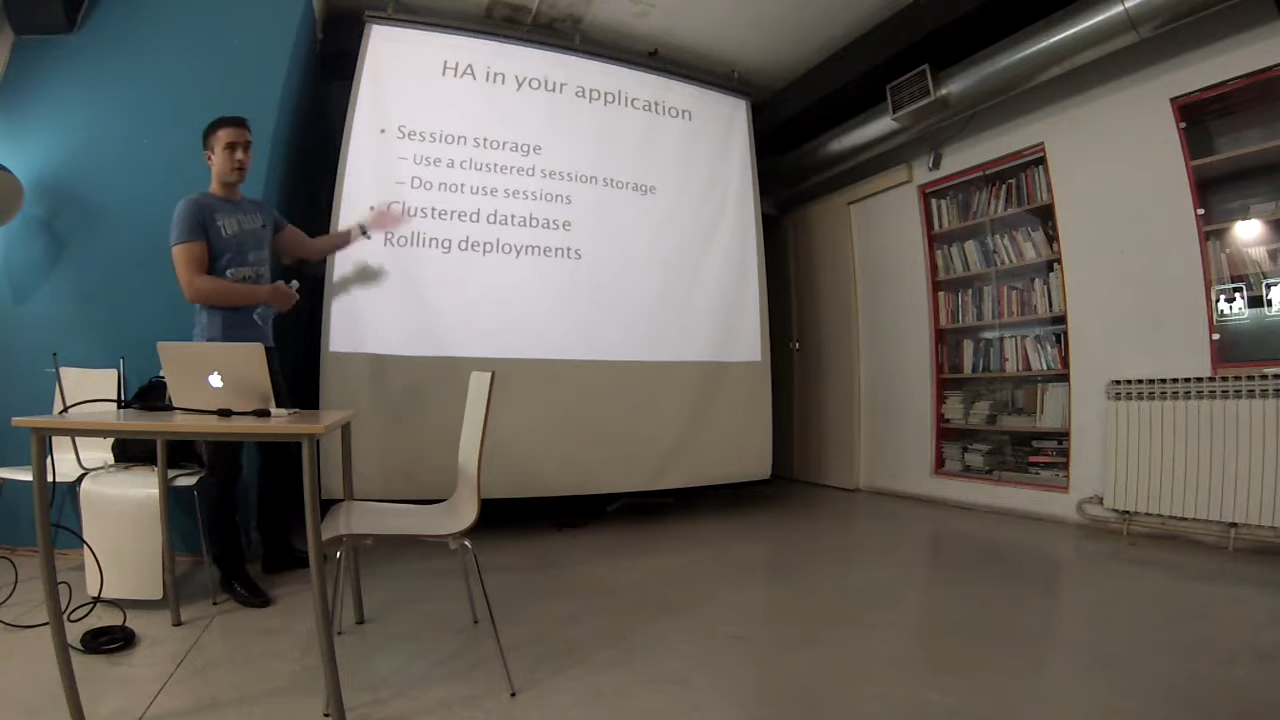 HA in your application
• Session storage
– Use a clustered session storage
– Do not use sessions
• Clustered database
Rolling deployments